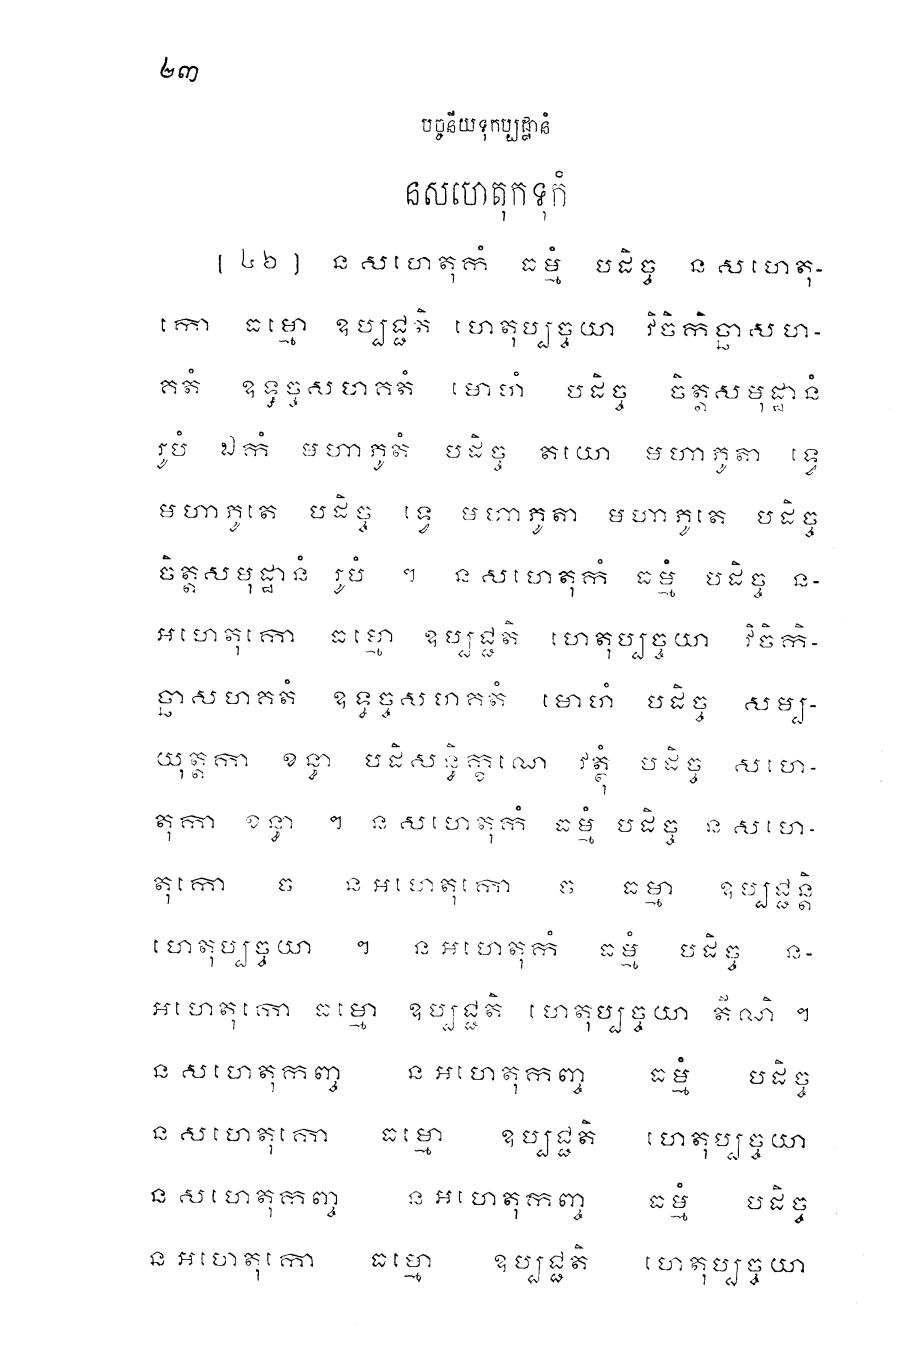 ២៣
បច្ចនីយទុកប្បដ្ឋានំ
នសហេតុកទុកំ
[ ៤៦ ] ន សហេតុកំ ធម្មំ បដិច្ច ន សហេតុ-
កោ ធម្មោ ឧប្បជ្ជតិ ហេតុប្បច្ចយា វិចិកិច្ឆាសហ-
គតំ ឧទ្ធច្ចសហគតំ មោហំ បដិច្ច ចិត្តសមុដ្ឋានំ
រូបំ ឯកំ មហាភូតំ បដិច្ច តយោ មហាភូតា ទ្វេ
មហាភូតេ បដិច្ច ទ្វេ មហាភូតា មហាភូតេ បដិច្ច
ចិត្តសមុដ្ឋានំ រូបំ ។ ន សហេតុកំ ធម្មំ បដិច្ច ន-
អហេតុកោ ធម្មោ ឧប្បជ្ជតិ ហេតុប្បច្ចយា វិចិកិ-
ច្ឆាសហគតំ ឧទ្ធច្ចសហគតំ មោហំ បដិច្ច សម្ប-
យុត្តកា ខន្ធា បដិសន្ធិក្ខណេ វត្ថុំ បដិច្ច សហេ-
តុកា ខន្ធា ។ ន សហេតុកំ ធម្មំ បដិច្ច ន សហេ-
តុកោ ច ន អហេតុកោ ច ធម្មា ឧប្បជ្ជន្តិ
ហេតុប្បច្ចយា ។ ន អហេតុកំ ធម្មំ បដិច្ច ន-
អហេតុកោ ធម្មោ ឧប្បជ្ជតិ ហេតុប្បច្ចយា តីណិ ។
ន សហេតុកញ្ច ន អហេតុកញ្ច ធម្មំ បដិច្ច
ន សហេតុកោ ធម្មោ ឧប្បជ្ជតិ ហេតុប្បច្ចយា
ន សហេតុកញ្ច ន អហេតុកញ្ច ធម្មំ បដិច្ច
ន អហេតុកោ ធម្មោ ឧប្បជ្ជតិ ហេតុប្បច្ចយា